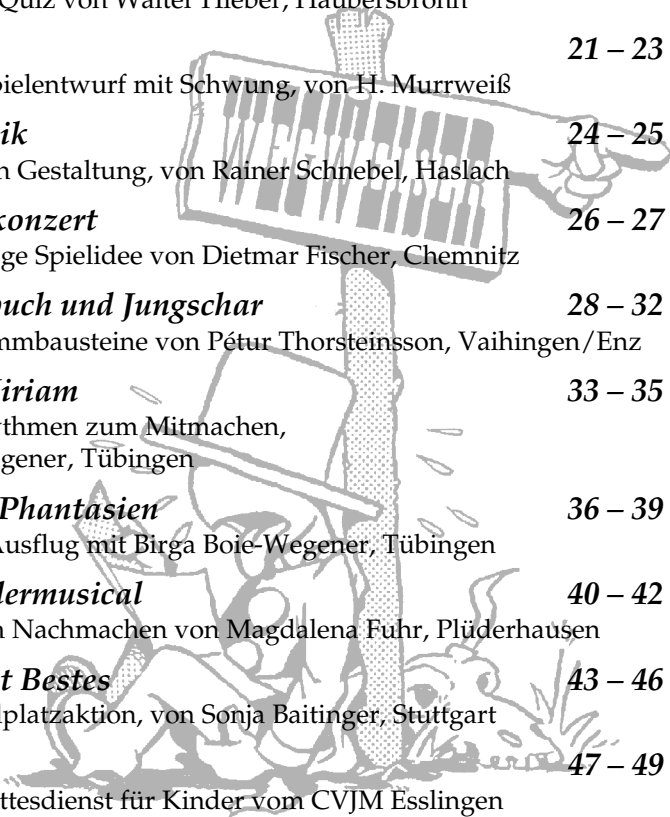 Quiz von Walter Hieber, Haubersbronn
21 – 23
pielentwurf mit Schwung, von H. Murrweiß
WEGWEISER
ik 24 – 25
n Gestaltung, von Rainer Schnebel, Haslach
konzert 26 – 27
ge Spielidee von Dietmar Fischer, Chemnitz
buch und Jungschar 28 – 32
mmbausteine von Pétur Thorsteinsson, Vaihingen/Enz
Miriam 33 – 35
ythmen zum Mitmachen,
gener, Tübingen
Phantasien 36 – 39
Ausflug mit Birga Boie-Wegener, Tübingen
dermusical 40 – 42
n Nachmachen von Magdalena Fuhr, Plüderhausen
t Bestes 43 – 46
lplatzaktion, von Sonja Baitinger, Stuttgart
47 – 49
ttesdienst für Kinder vom CVJM Esslingen